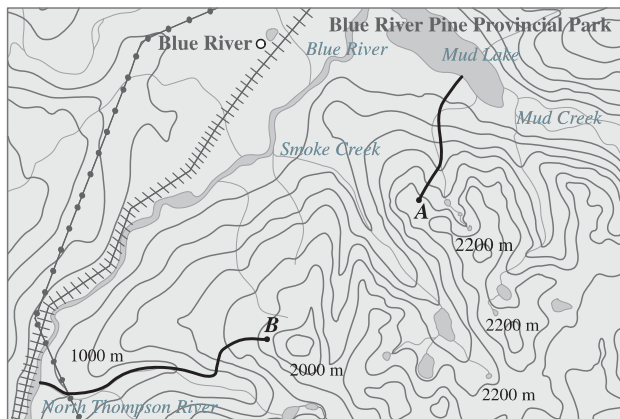 Blue River Pine Provincial Park
Blue River
Blue River
Mud Lake
Mud Creek
Smoke Creek
A
2200 m
2200 m
B
1000 m
2000 m
2200 m
North Thompson River